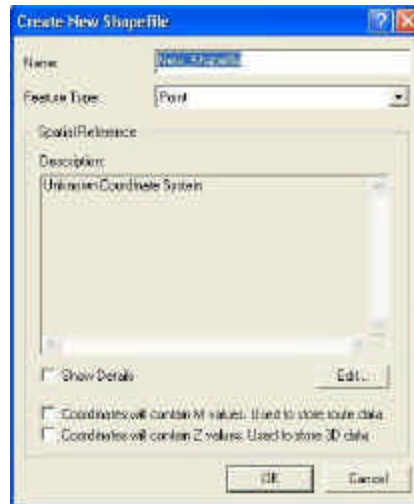 Create New Shapefile
Name:
New_Shapefile
Feature Type:
Point
Spatial Reference
Description:
Unknown Coordinate System
Show Details
Edit...
Coordinates will contain M values. Used to store route data.
Coordinates will contain Z values. Used to store 3D data.
OK
Cancel